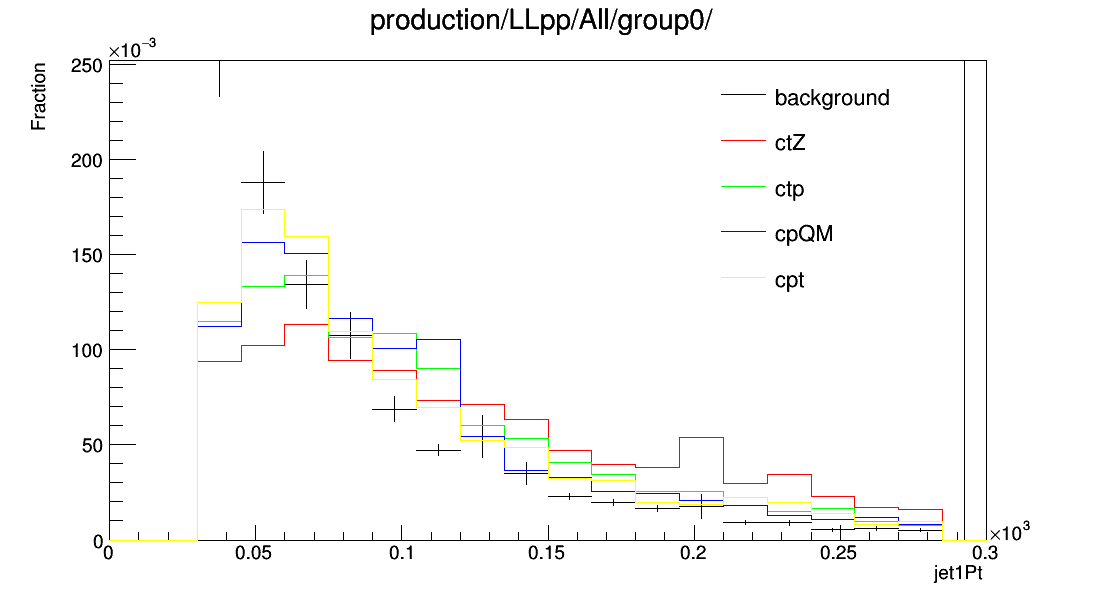 production/LLpp/All/group0/
×10⁻³
Fraction
250
200
150
100
50
0
background
ctZ
ctp
cpQM
cpt
0 0.05 0.1 0.15 0.2 0.25 0.3
×10³
jet1Pt